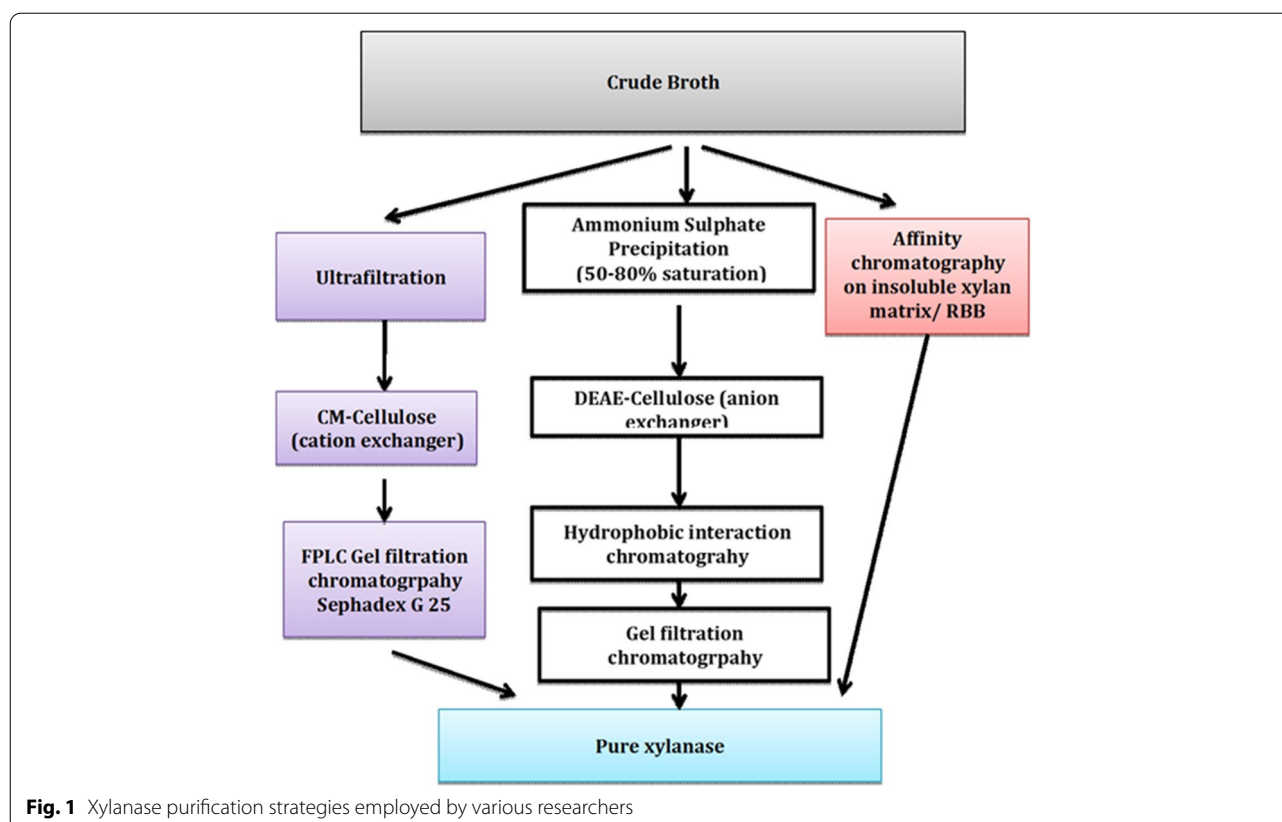 Crude Broth
Ultrafiltration
Ammonium Sulphate
Precipitation
(50-80% saturation)
Affinity
chromatography
on insoluble xylan
matrix/ RBB
CM-Cellulose
(cation exchanger)
DEAE-Cellulose (anion
exchanger)
FPLC Gel filtration
chromatogrpahy
Sephadex G 25
Hydrophobic interaction
chromatograhy
Gel filtration
chromatogrpahy
Pure xylanase
Fig. 1 Xylanase purification strategies employed by various researchers